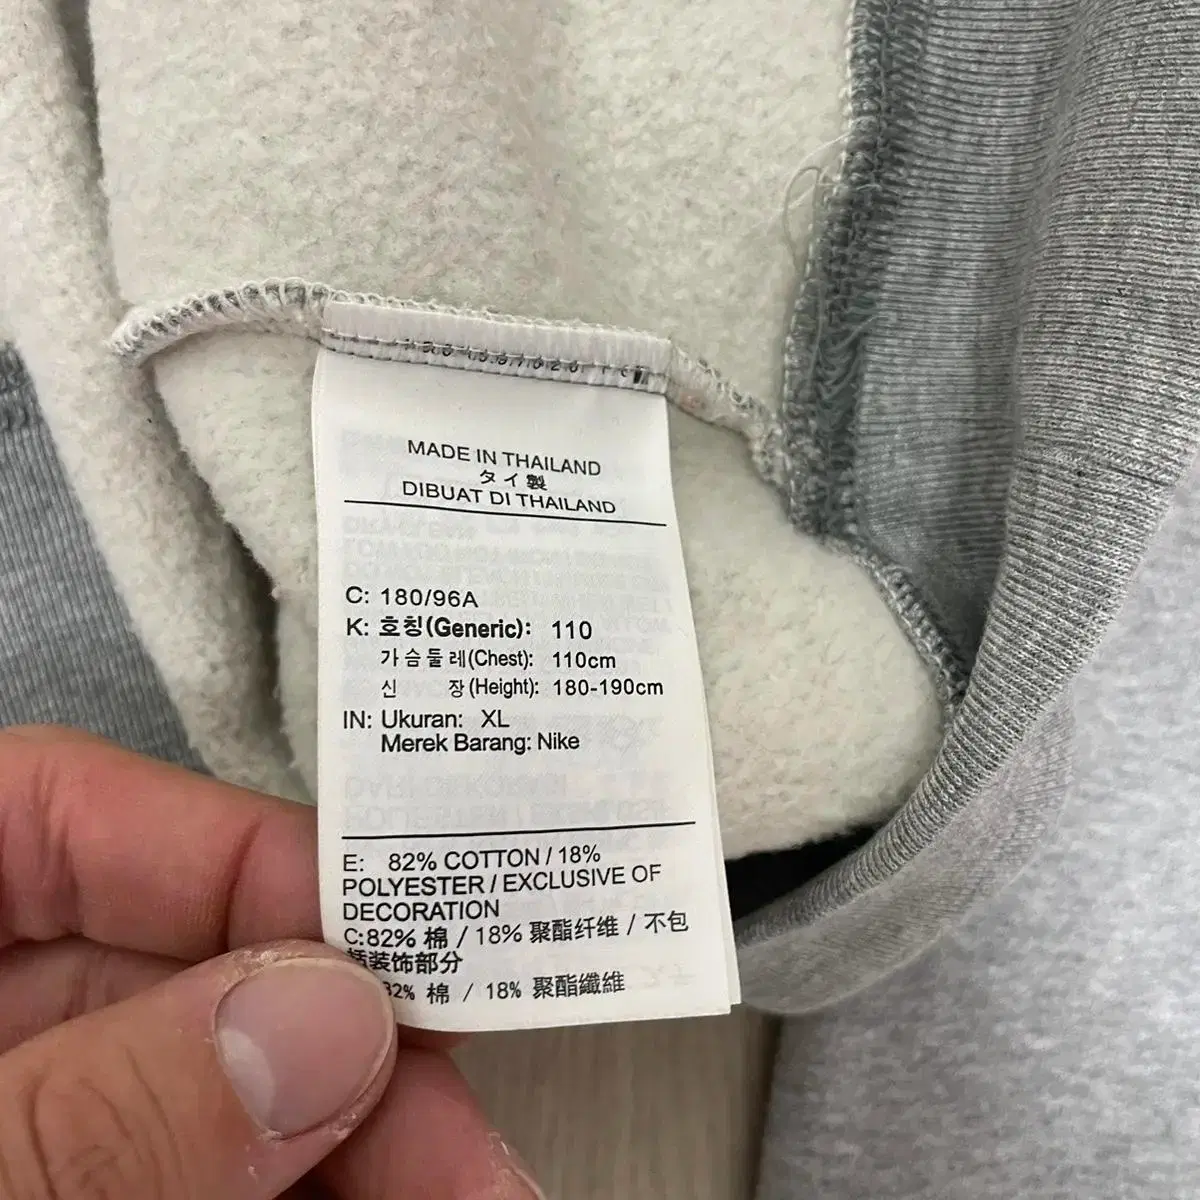 MADE IN THAILAND
タイ製
DIBUAT DI THAILAND
C: 180/96A
K: 호칭(Generic): 110
가슴둘레(Chest): 110cm
신 장(Height): 180-190cm
IN: Ukuran: XL
Merek Barang: Nike
E: 82% COTTON / 18%
POLYESTER / EXCLUSIVE OF
DECORATION
C:82% 棉 / 18% 聚酯纤维 / 不包
装饰部分
82% 棉 / 18% 聚酯纖維